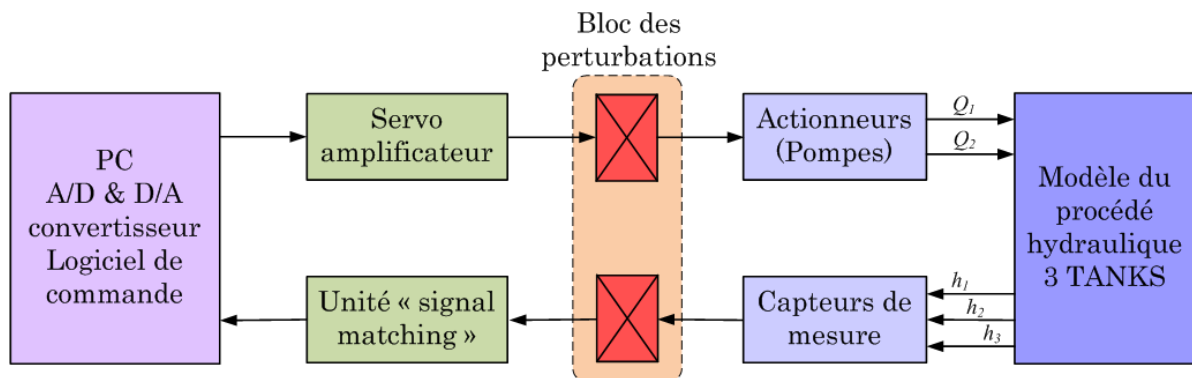 Bloc des
perturbations
PC
A/D & D/A
convertisseur
Logiciel de
commande
Servo
amplificateur
Actionneurs
(Pompes)
Q1
Q2
Modèle du
procédé
hydraulique
3 TANKS
Unité « signal
matching »
Capteurs de
mesure
h1
h2
h3